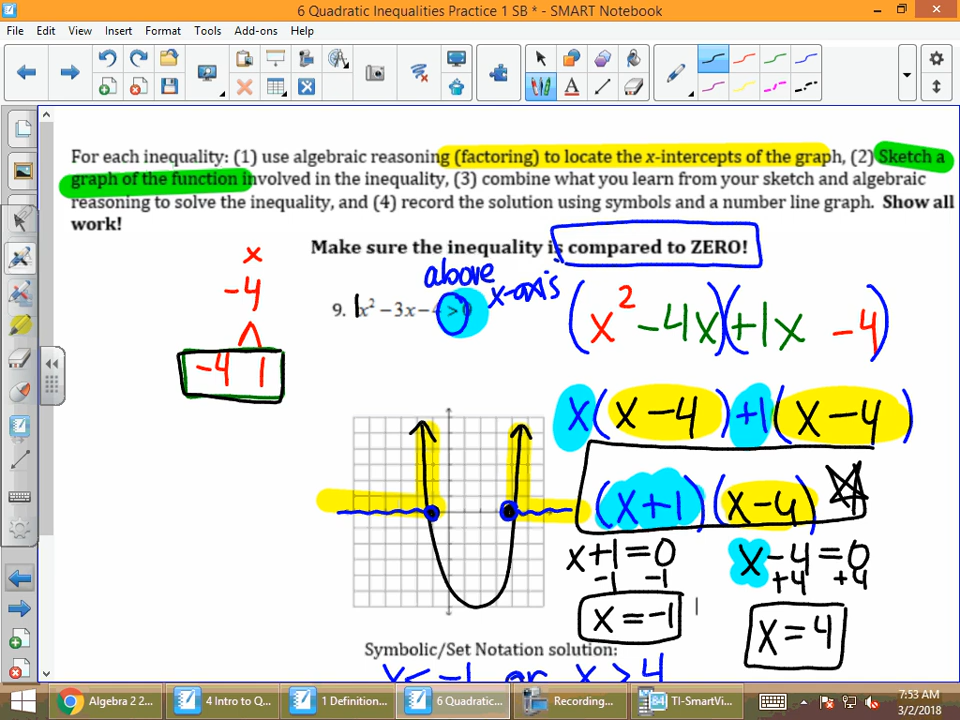 6 Quadratic Inequalities Practice 1 SB * - SMART Notebook
File Edit View Insert Format Tools Add-ons Help
For each inequality: (1) use algebraic reasoning (factoring) to locate the x-intercepts of the graph, (2) Sketch a
graph of the function involved in the inequality, (3) combine what you learn from your sketch and algebraic
reasoning to solve the inequality, and (4) record the solution using symbols and a number line graph. Show all
work!
Make sure the inequality is compared to ZERO!
x
-4
-4 1
above
x-axis
9. 1x² − 3x − 4 > 0
(x² -4x)(+1x -4)
x(x-4)+1(x-4)
(x+1)(x-4)
x+1=0
-1 -1
x=-1
x-4=0
+4 +4
x=4
Symbolic/Set Notation solution:
x < -1 or x > 4
Algebra 2 2... 4 Intro to Q... 1 Definition... 6 Quadratic... Recording... TI-SmartVi...
7:53 AM
3/2/2018